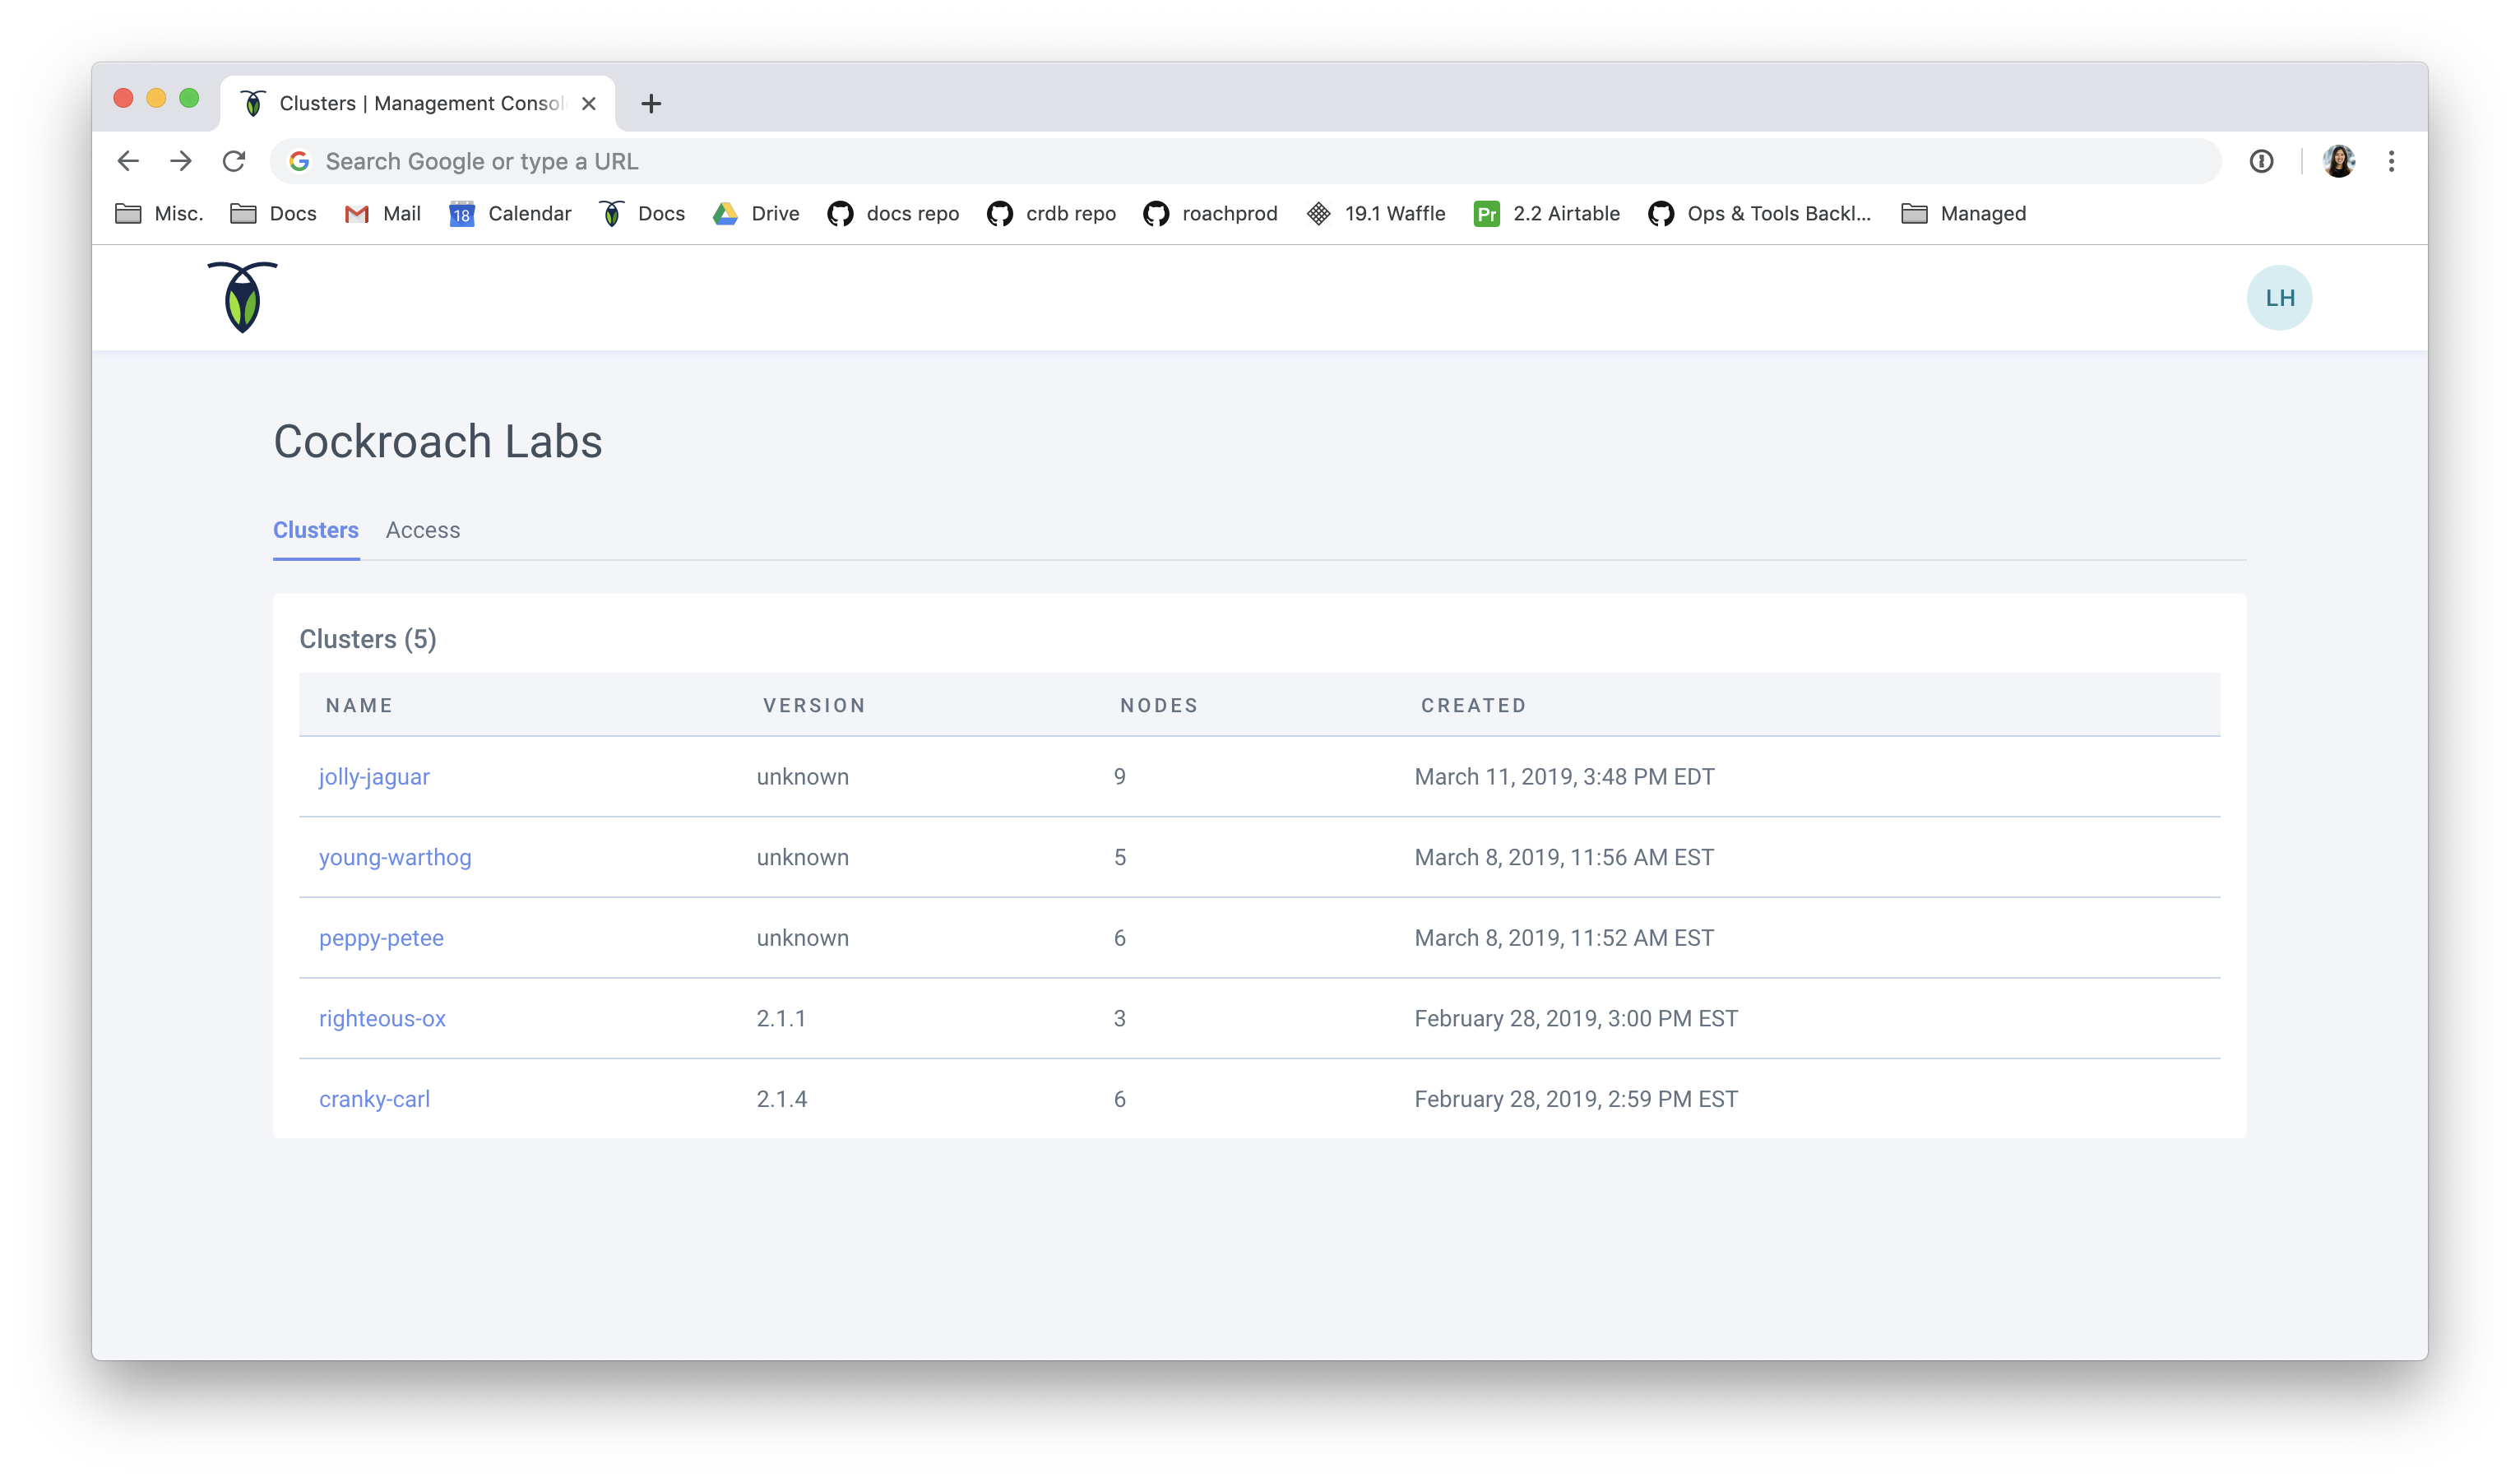 Clusters | Management Consol
Search Google or type a URL
Misc. Docs Mail 18 Calendar Docs Drive docs repo crdb repo roachprod 19.1 Waffle Pr 2.2 Airtable Ops & Tools Backl... Managed
LH
Cockroach Labs
Clusters Access
Clusters (5)
NAME VERSION NODES CREATED
jolly-jaguar unknown 9 March 11, 2019, 3:48 PM EDT
young-warthog unknown 5 March 8, 2019, 11:56 AM EST
peppy-petee unknown 6 March 8, 2019, 11:52 AM EST
righteous-ox 2.1.1 3 February 28, 2019, 3:00 PM EST
cranky-carl 2.1.4 6 February 28, 2019, 2:59 PM EST